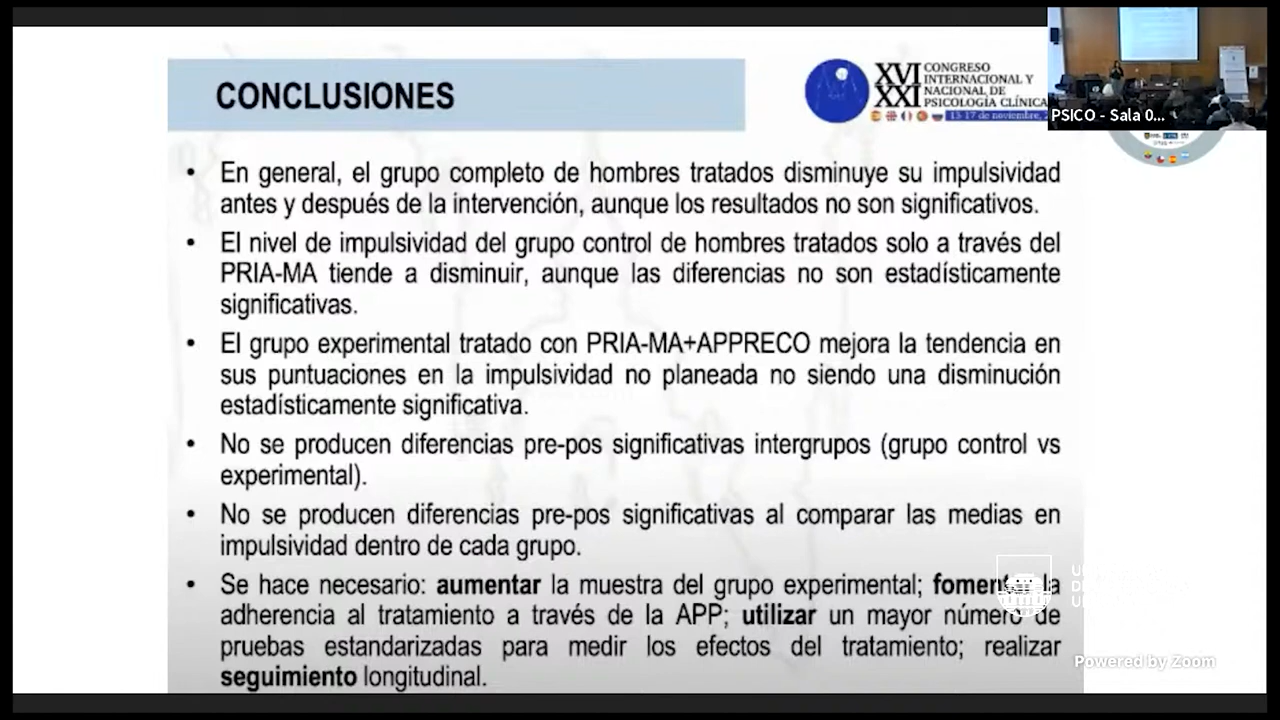 CONCLUSIONES
XVI CONGRESO
INTERNACIONAL Y
XXI NACIONAL DE
PSICOLOGÍA CLÍNICA
13-17 de noviembre,
PSICO - Sala 0...
• En general, el grupo completo de hombres tratados disminuye su impulsividad
antes y después de la intervención, aunque los resultados no son significativos.
• El nivel de impulsividad del grupo control de hombres tratados solo a través del
PRIA-MA tiende a disminuir, aunque las diferencias no son estadísticamente
significativas.
• El grupo experimental tratado con PRIA-MA+APPRECO mejora la tendencia en
sus puntuaciones en la impulsividad no planeada no siendo una disminución
estadísticamente significativa.
• No se producen diferencias pre-pos significativas intergrupos (grupo control vs
experimental).
• No se producen diferencias pre-pos significativas al comparar las medias en
impulsividad dentro de cada grupo.
• Se hace necesario: aumentar la muestra del grupo experimental; fomentar la
adherencia al tratamiento a través de la APP; utilizar un mayor número de
pruebas estandarizadas para medir los efectos del tratamiento; realizar
seguimiento longitudinal.
Powered by Zoom